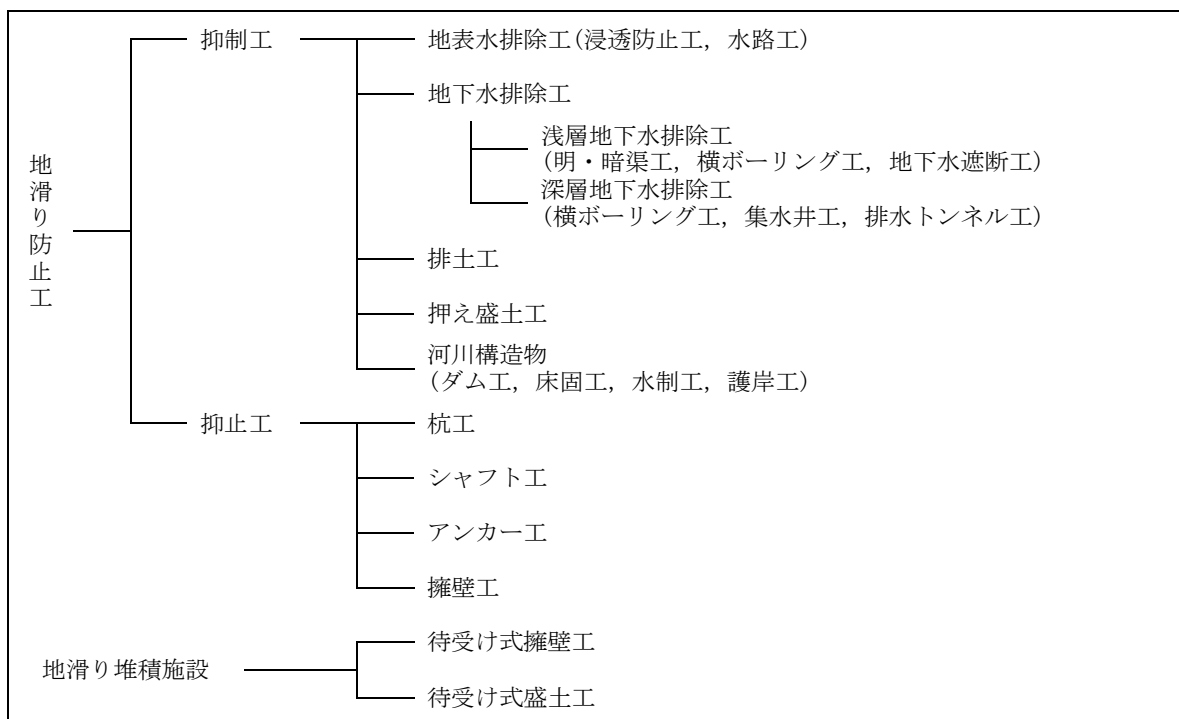 抑制工
地表水排除工(浸透防止工，水路工)
地下水排除工
浅層地下水排除工
(明・暗渠工，横ボーリング工，地下水遮断工)
深層地下水排除工
(横ボーリング工，集水井工，排水トンネル工)
地滑り防止工
排土工
押え盛土工
河川構造物
(ダム工，床固工，水制工，護岸工)
抑止工
杭工
シャフト工
アンカー工
擁壁工
地滑り堆積施設
待受け式擁壁工
待受け式盛土工